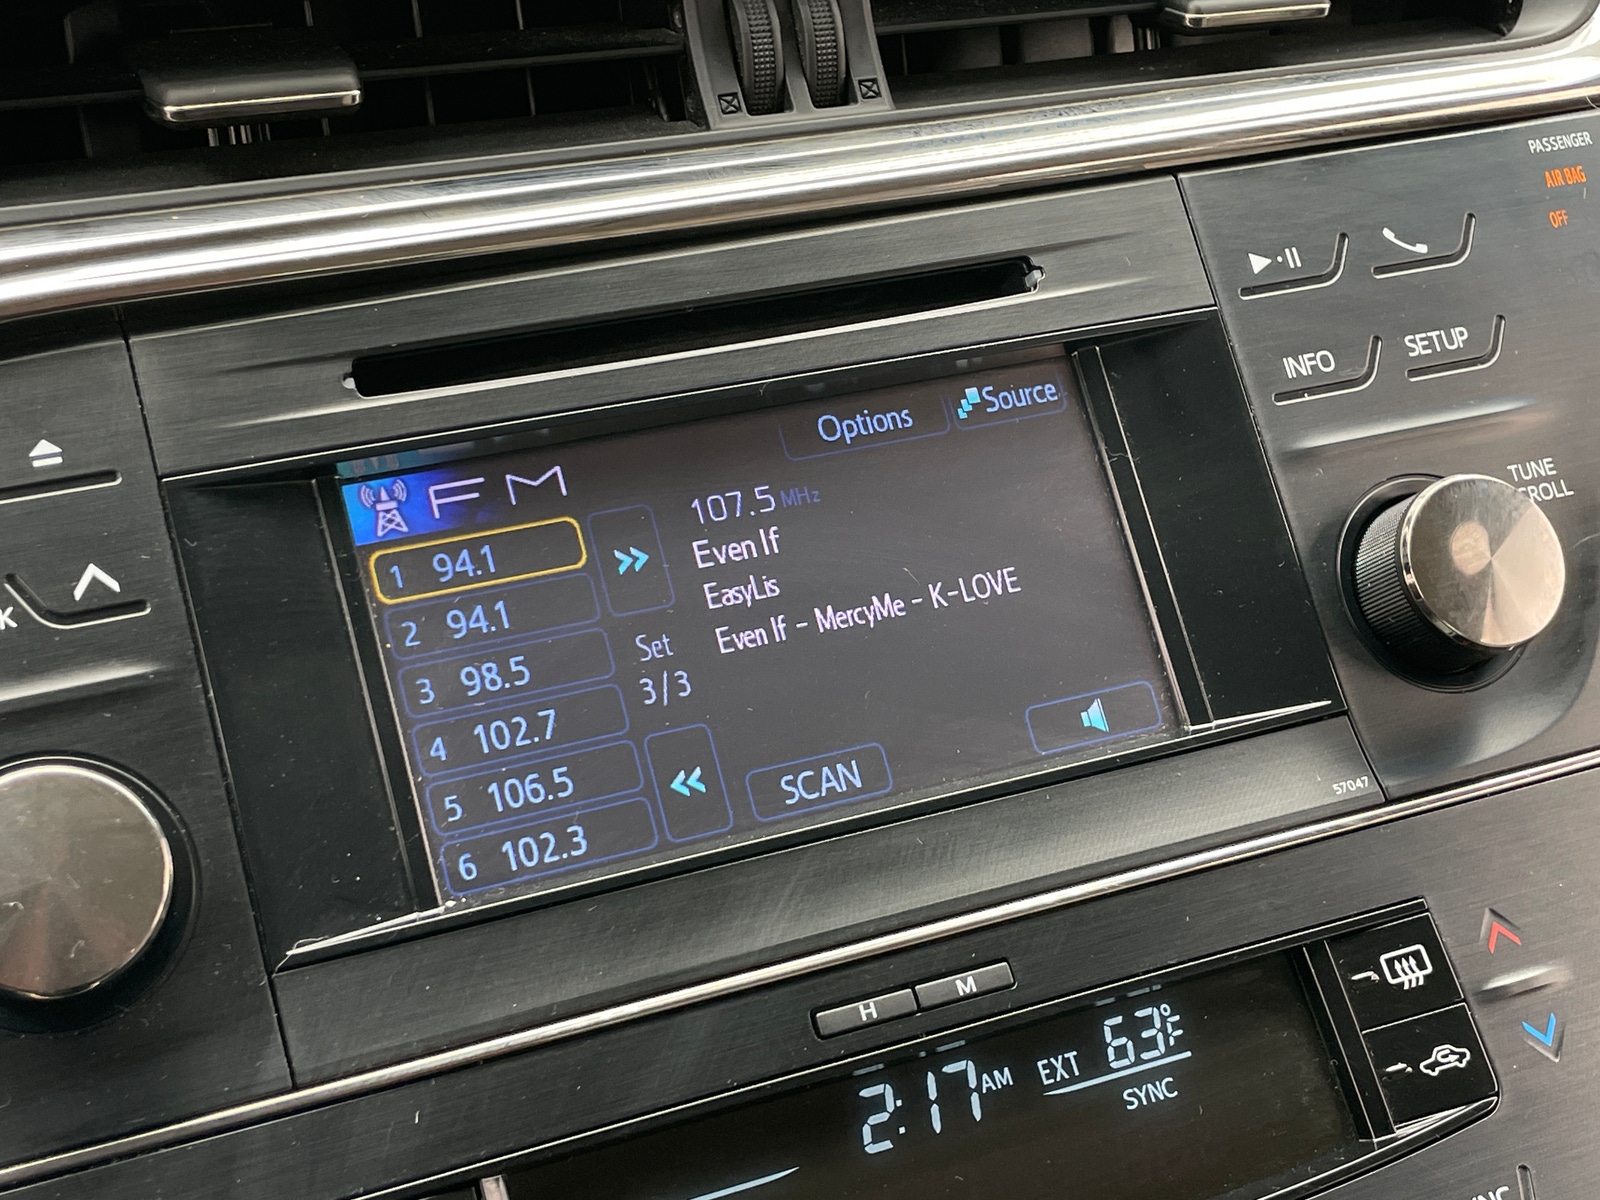 PASSENGER
AIR BAG
OFF
INFO
SETUP
TUNE
SCROLL
Options
Source
FM
107.5 MHz
Even If
EasyLis
Even If - MercyMe - K-LOVE
1 94.1
2 94.1
3 98.5
4 102.7
5 106.5
6 102.3
Set
3/3
SCAN
57047
H
M
2:17 AM
EXT 63°F
SYNC